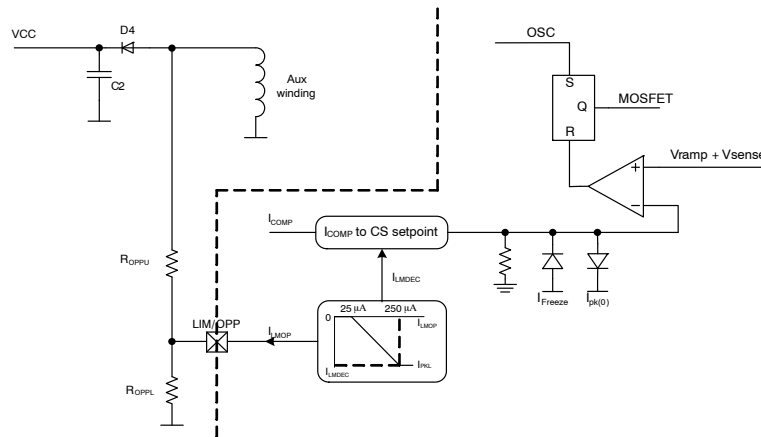 VCC
D4
C2
Aux
winding
OSC
S
Q
R
MOSFET
Vramp + Vsense
+
−
ICOMP
ICOMP to CS setpoint
ILMDEC
IFreeze
Ipk(0)
ROPPU
LIM/OPP
ILMOP
25 µA 250 µA
0
ILMOP
ILMDEC
IPKL
ROPPL